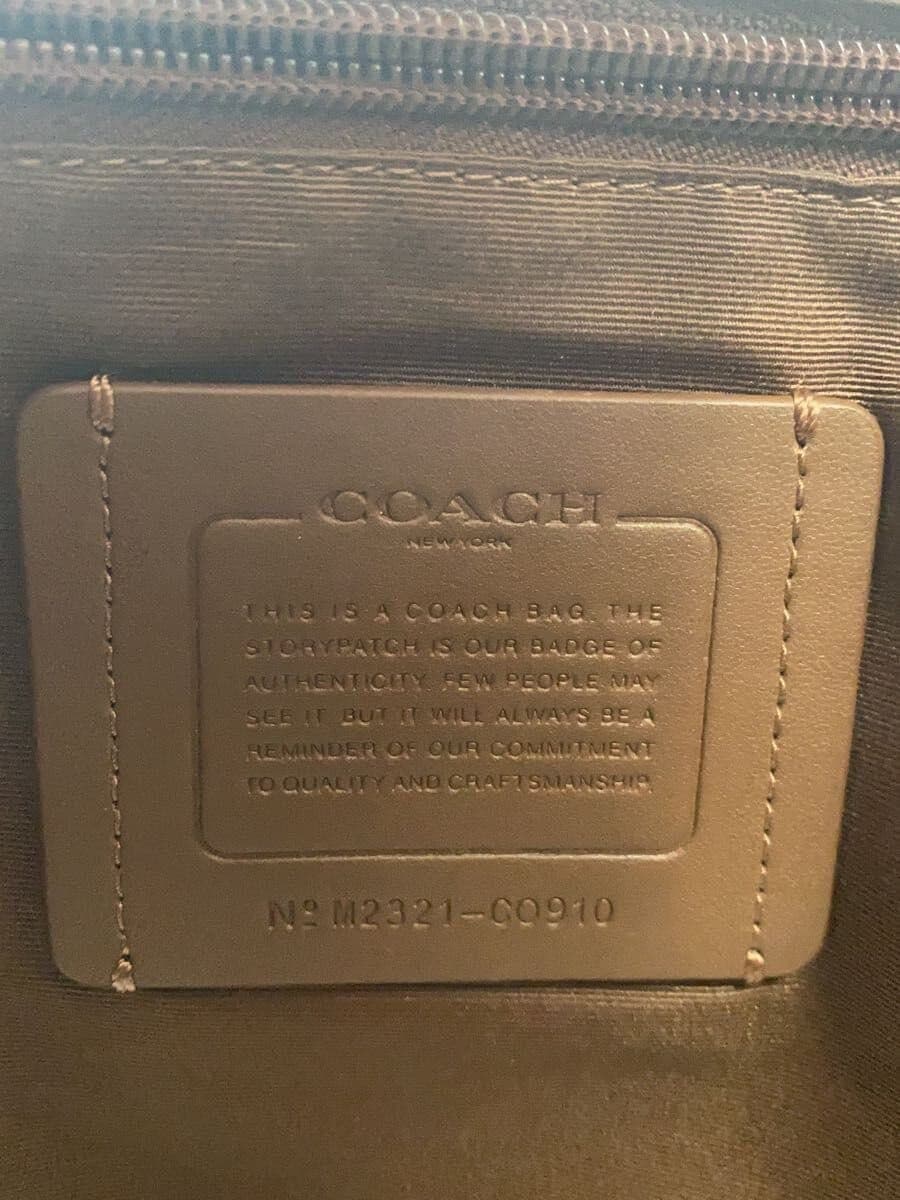 COACH
NEW YORK
THIS IS A COACH BAG. THE
STORYPATCH IS OUR BADGE OF
AUTHENTICITY. FEW PEOPLE MAY
SEE IT. BUT IT WILL ALWAYS BE A
REMINDER OF OUR COMMITMENT
TO QUALITY AND CRAFTSMANSHIP.
Nº M2321-CO910